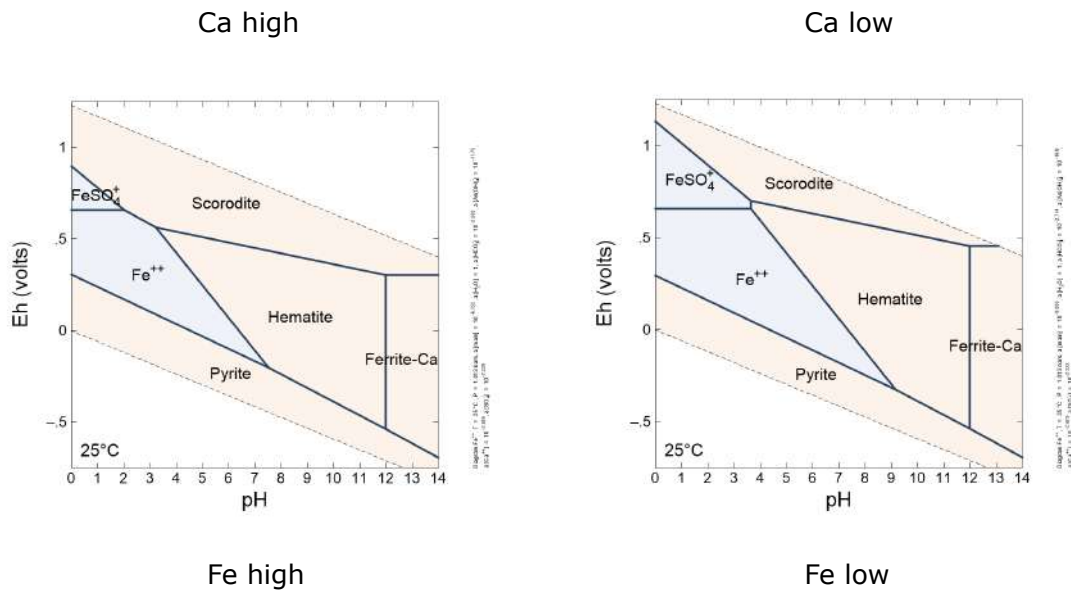 Ca high
Ca low
1
.5
0
–.5
0 1 2 3 4 5 6 7 8 9 10 11 12 13 14
pH
Eh (volts)
FeSO4+
Scorodite
Fe++
Hematite
Ferrite-Ca
Pyrite
25°C
1
.5
0
–.5
0 1 2 3 4 5 6 7 8 9 10 11 12 13 14
pH
Eh (volts)
FeSO4+
Scorodite
Fe++
Hematite
Ferrite-Ca
Pyrite
25°C
Fe high
Fe low